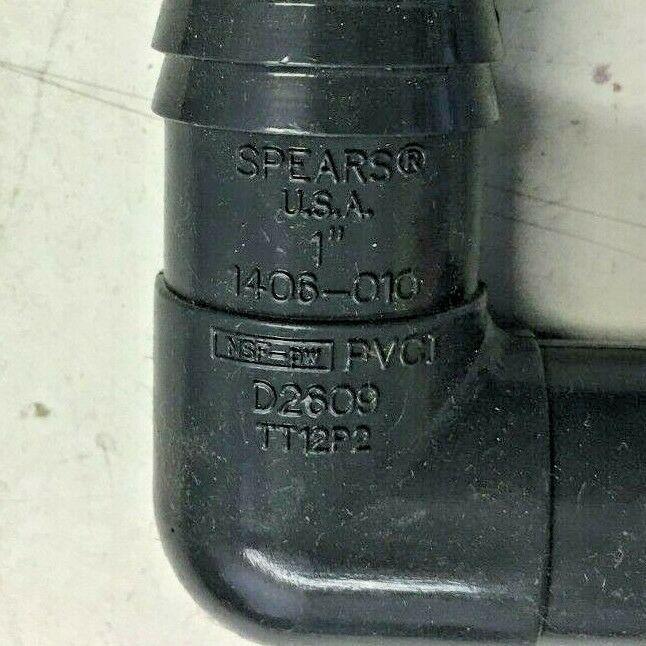 SPEARS®
U.S.A.
1"
1406-010
NSF-pw PVC1
D2609
TT12P2